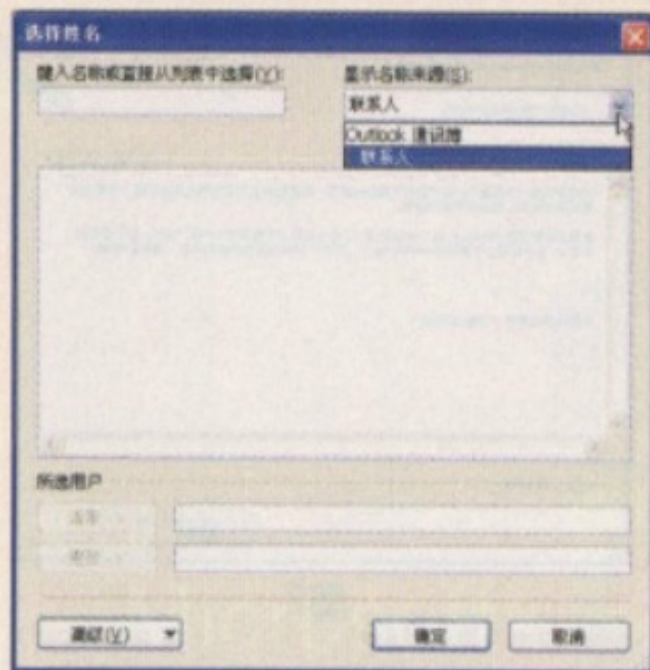 选择姓名
键入名称或直接从列表中选择(Y):
显示名称来源(S):
联系人
Outlook 通讯簿
联系人
所选用户
高级(V)
确定
取消